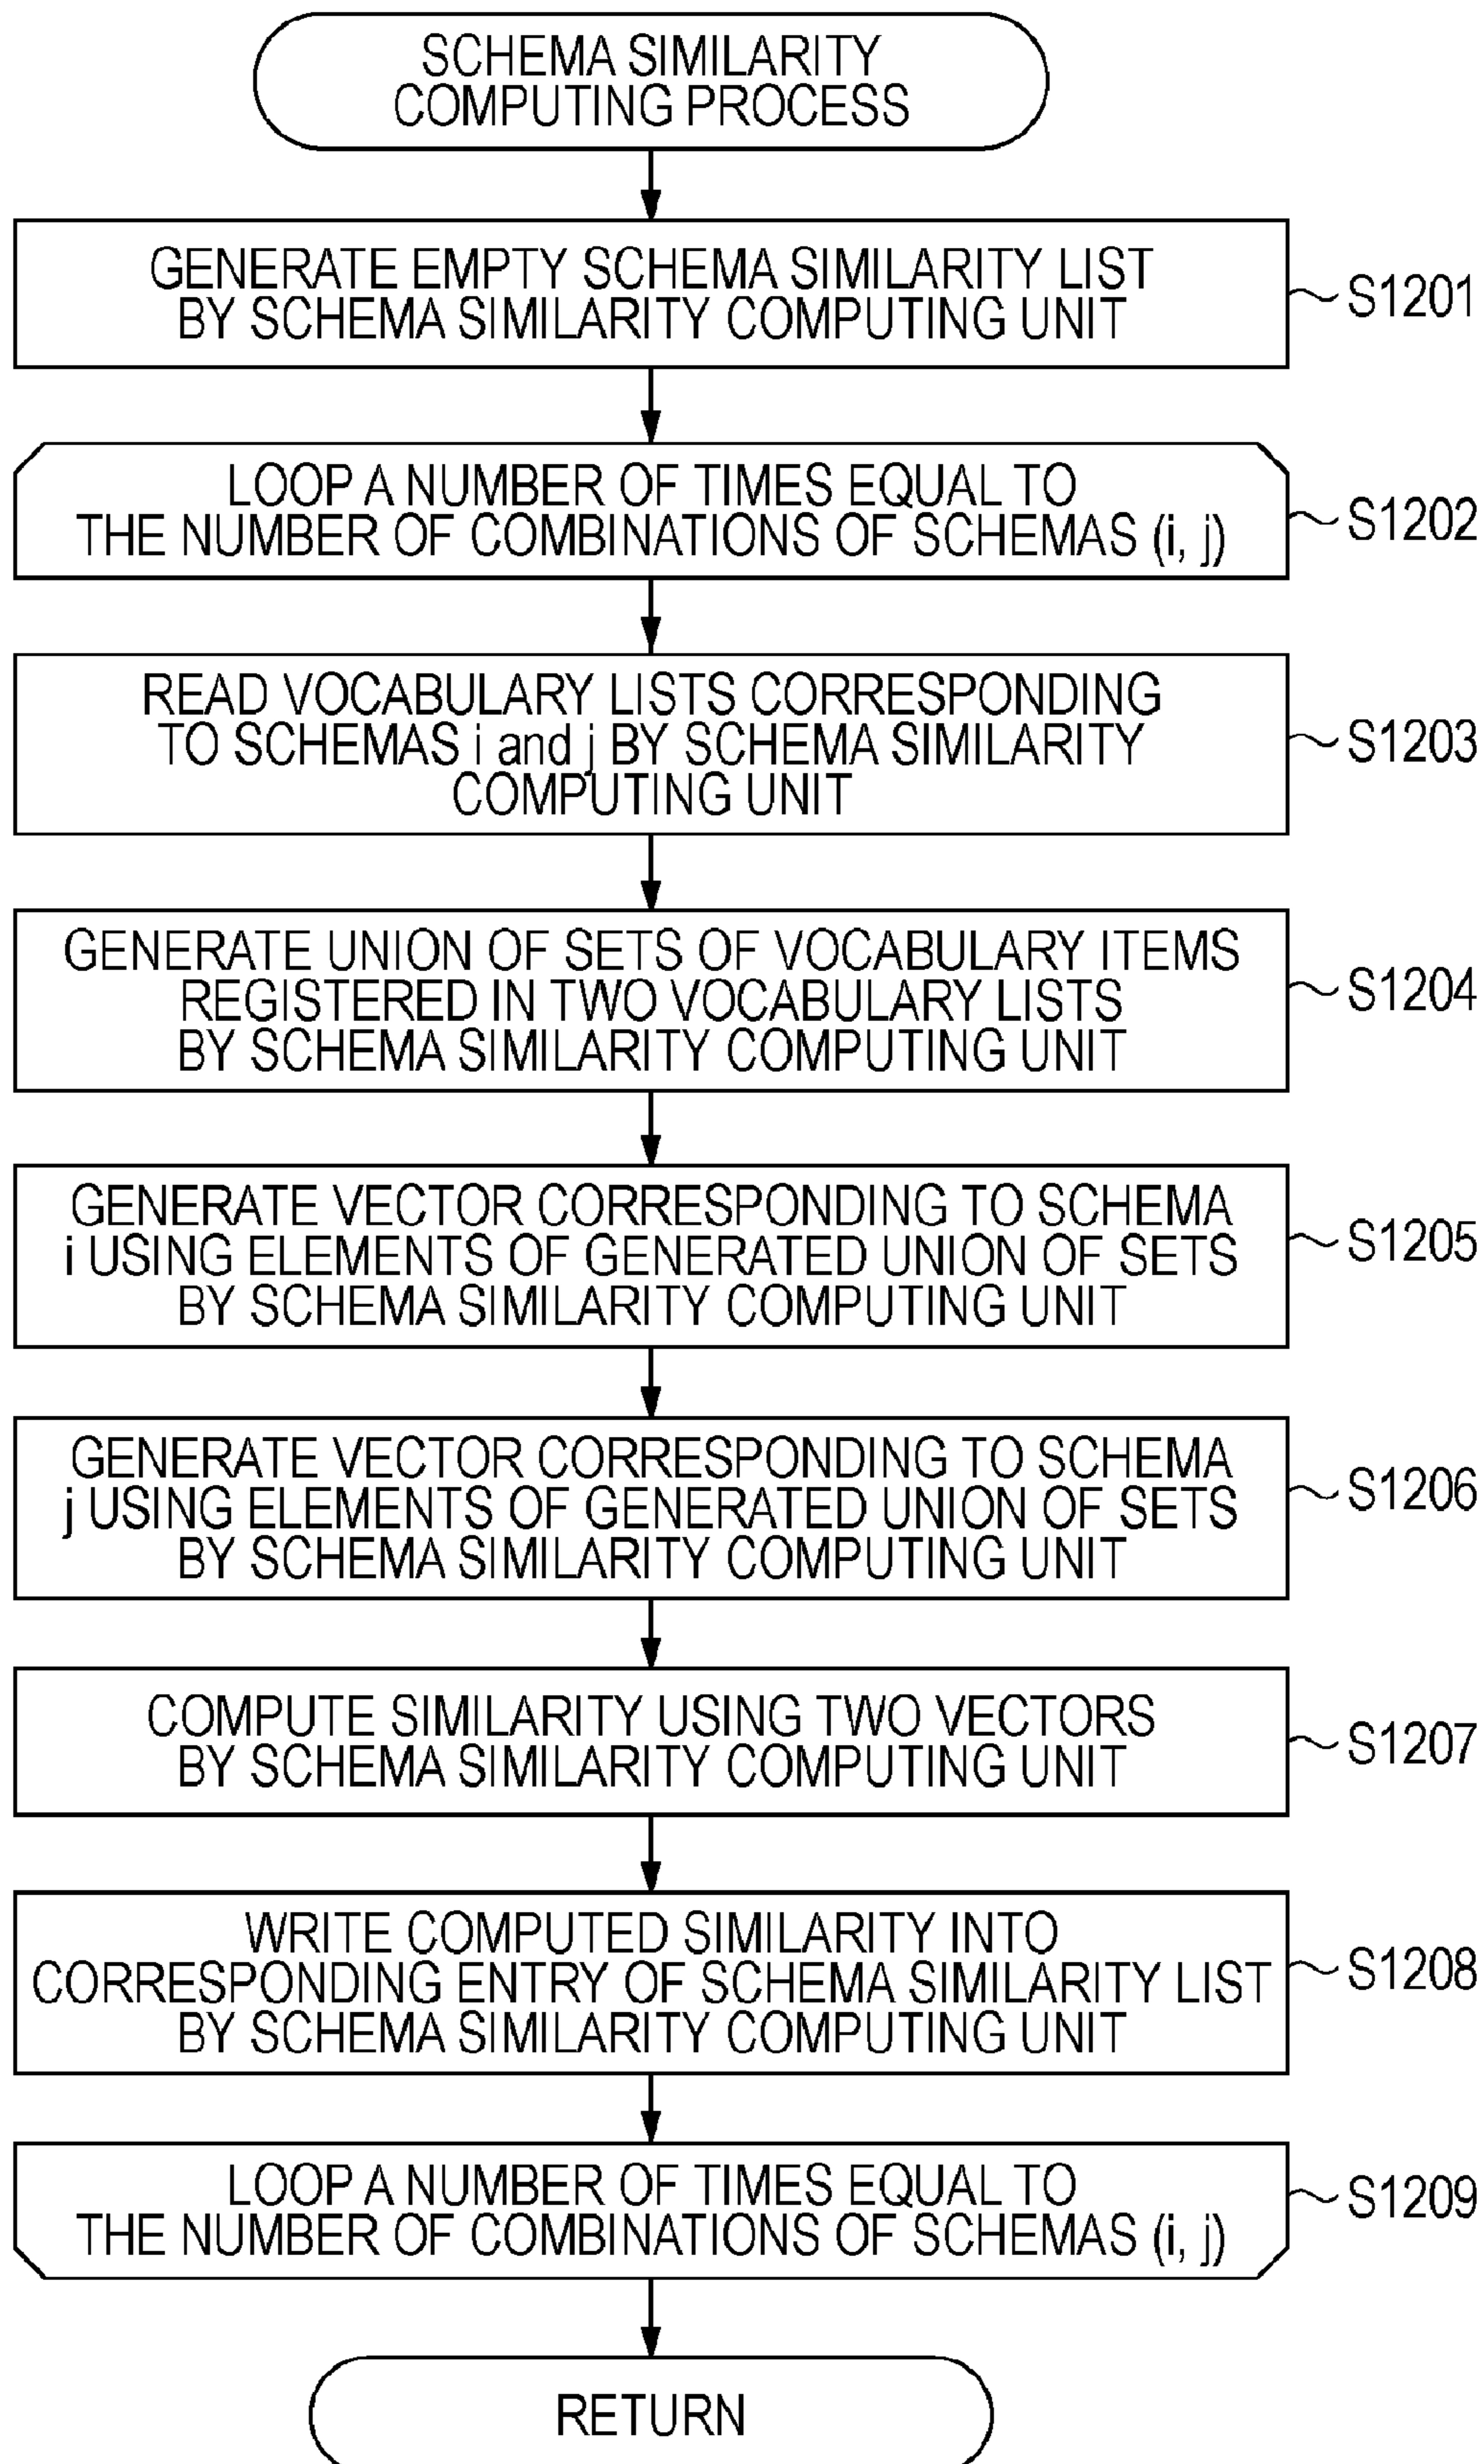 SCHEMA SIMILARITY
COMPUTING PROCESS
GENERATE EMPTY SCHEMA SIMILARITY LIST
BY SCHEMA SIMILARITY COMPUTING UNIT
S1201
LOOP A NUMBER OF TIMES EQUAL TO
THE NUMBER OF COMBINATIONS OF SCHEMAS (i, j)
S1202
READ VOCABULARY LISTS CORRESPONDING
TO SCHEMAS i and j BY SCHEMA SIMILARITY
COMPUTING UNIT
S1203
GENERATE UNION OF SETS OF VOCABULARY ITEMS
REGISTERED IN TWO VOCABULARY LISTS
BY SCHEMA SIMILARITY COMPUTING UNIT
S1204
GENERATE VECTOR CORRESPONDING TO SCHEMA
i USING ELEMENTS OF GENERATED UNION OF SETS
BY SCHEMA SIMILARITY COMPUTING UNIT
S1205
GENERATE VECTOR CORRESPONDING TO SCHEMA
j USING ELEMENTS OF GENERATED UNION OF SETS
BY SCHEMA SIMILARITY COMPUTING UNIT
S1206
COMPUTE SIMILARITY USING TWO VECTORS
BY SCHEMA SIMILARITY COMPUTING UNIT
S1207
WRITE COMPUTED SIMILARITY INTO
CORRESPONDING ENTRY OF SCHEMA SIMILARITY LIST
BY SCHEMA SIMILARITY COMPUTING UNIT
S1208
LOOP A NUMBER OF TIMES EQUAL TO
THE NUMBER OF COMBINATIONS OF SCHEMAS (i, j)
S1209
RETURN